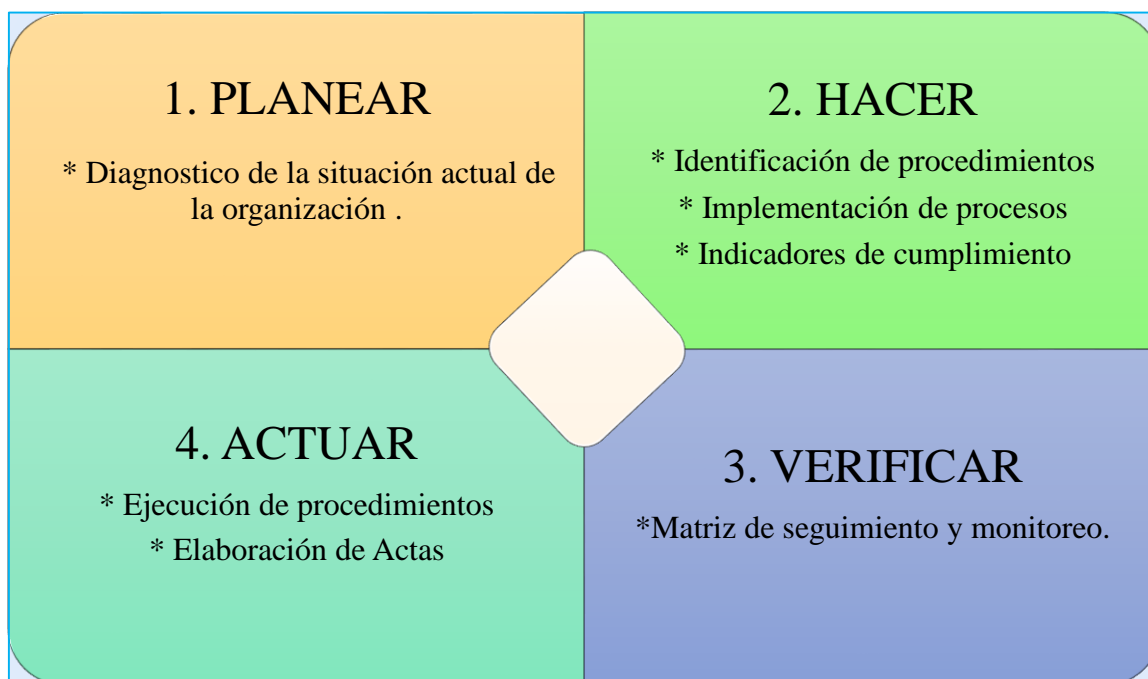 1. PLANEAR
* Diagnostico de la situación actual de
la organización .
2. HACER
* Identificación de procedimientos
* Implementación de procesos
* Indicadores de cumplimiento
4. ACTUAR
* Ejecución de procedimientos
* Elaboración de Actas
3. VERIFICAR
*Matriz de seguimiento y monitoreo.